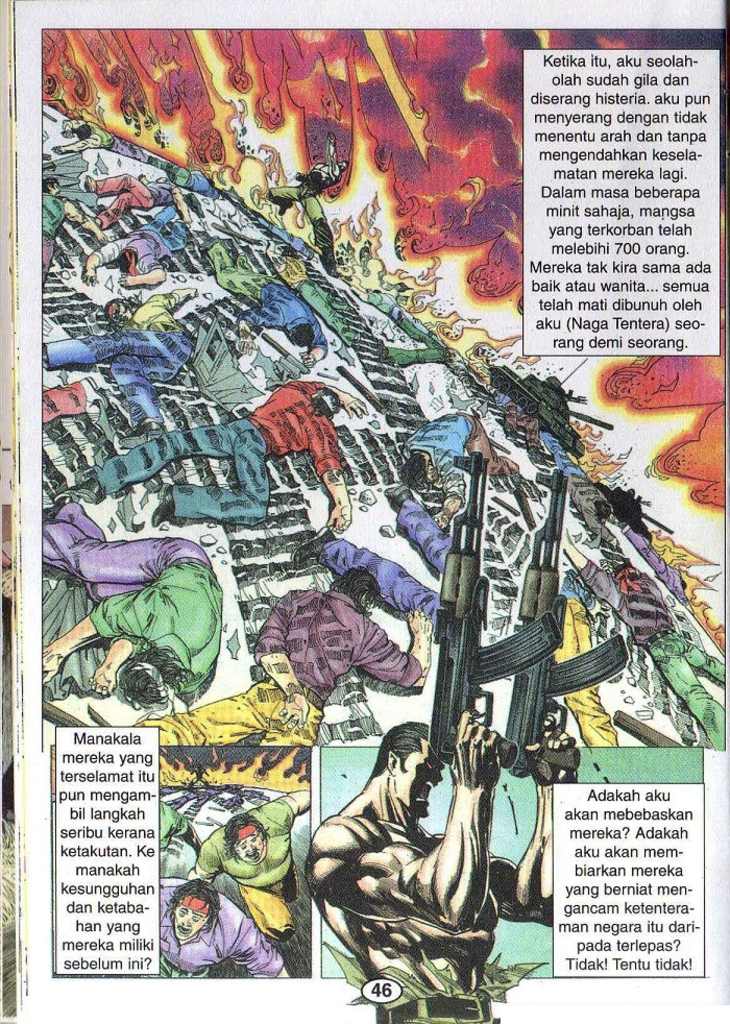 Ketika itu, aku seolah-
olah sudah gila dan
diserang histeria. aku pun
menyerang dengan tidak
menentu arah dan tanpa
mengendahkan kesela-
matan mereka lagi.
Dalam masa beberapa
minit sahaja, mangsa
yang terkorban telah
melebihi 700 orang.
Mereka tak kira sama ada
baik atau wanita... semua
telah mati dibunuh oleh
aku (Naga Tentera) seo-
rang demi seorang.
Manakala
mereka yang
terselamat itu
pun mengam-
bil langkah
seribu kerana
ketakutan. Ke
manakah
kesungguhan
dan ketaba-
han yang
mereka miliki
sebelum ini?
Adakah aku
akan mebebaskan
mereka? Adakah
aku akan mem-
biarkan mereka
yang berniat men-
gancam ketentera-
man negara itu dari-
pada terlepas?
Tidak! Tentu tidak!
46